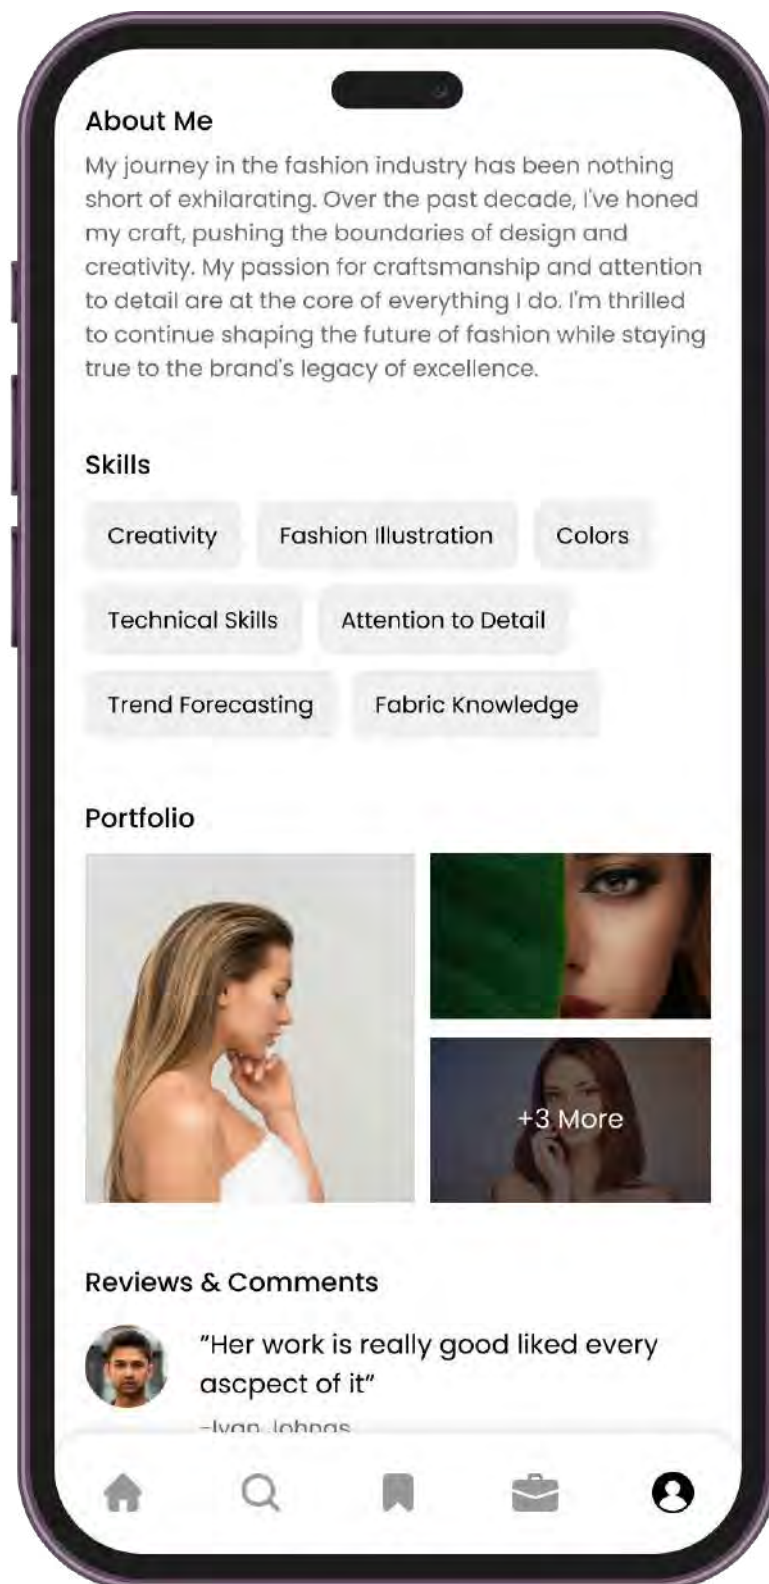 About Me
My journey in the fashion industry has been nothing
short of exhilarating. Over the past decade, I've honed
my craft, pushing the boundaries of design and
creativity. My passion for craftsmanship and attention
to detail are at the core of everything I do. I'm thrilled
to continue shaping the future of fashion while staying
true to the brand's legacy of excellence.
Skills
Creativity Fashion Illustration Colors
Technical Skills Attention to Detail
Trend Forecasting Fabric Knowledge
Portfolio
+3 More
Reviews & Comments
"Her work is really good liked every
ascpect of it"
-Ivan Johnas